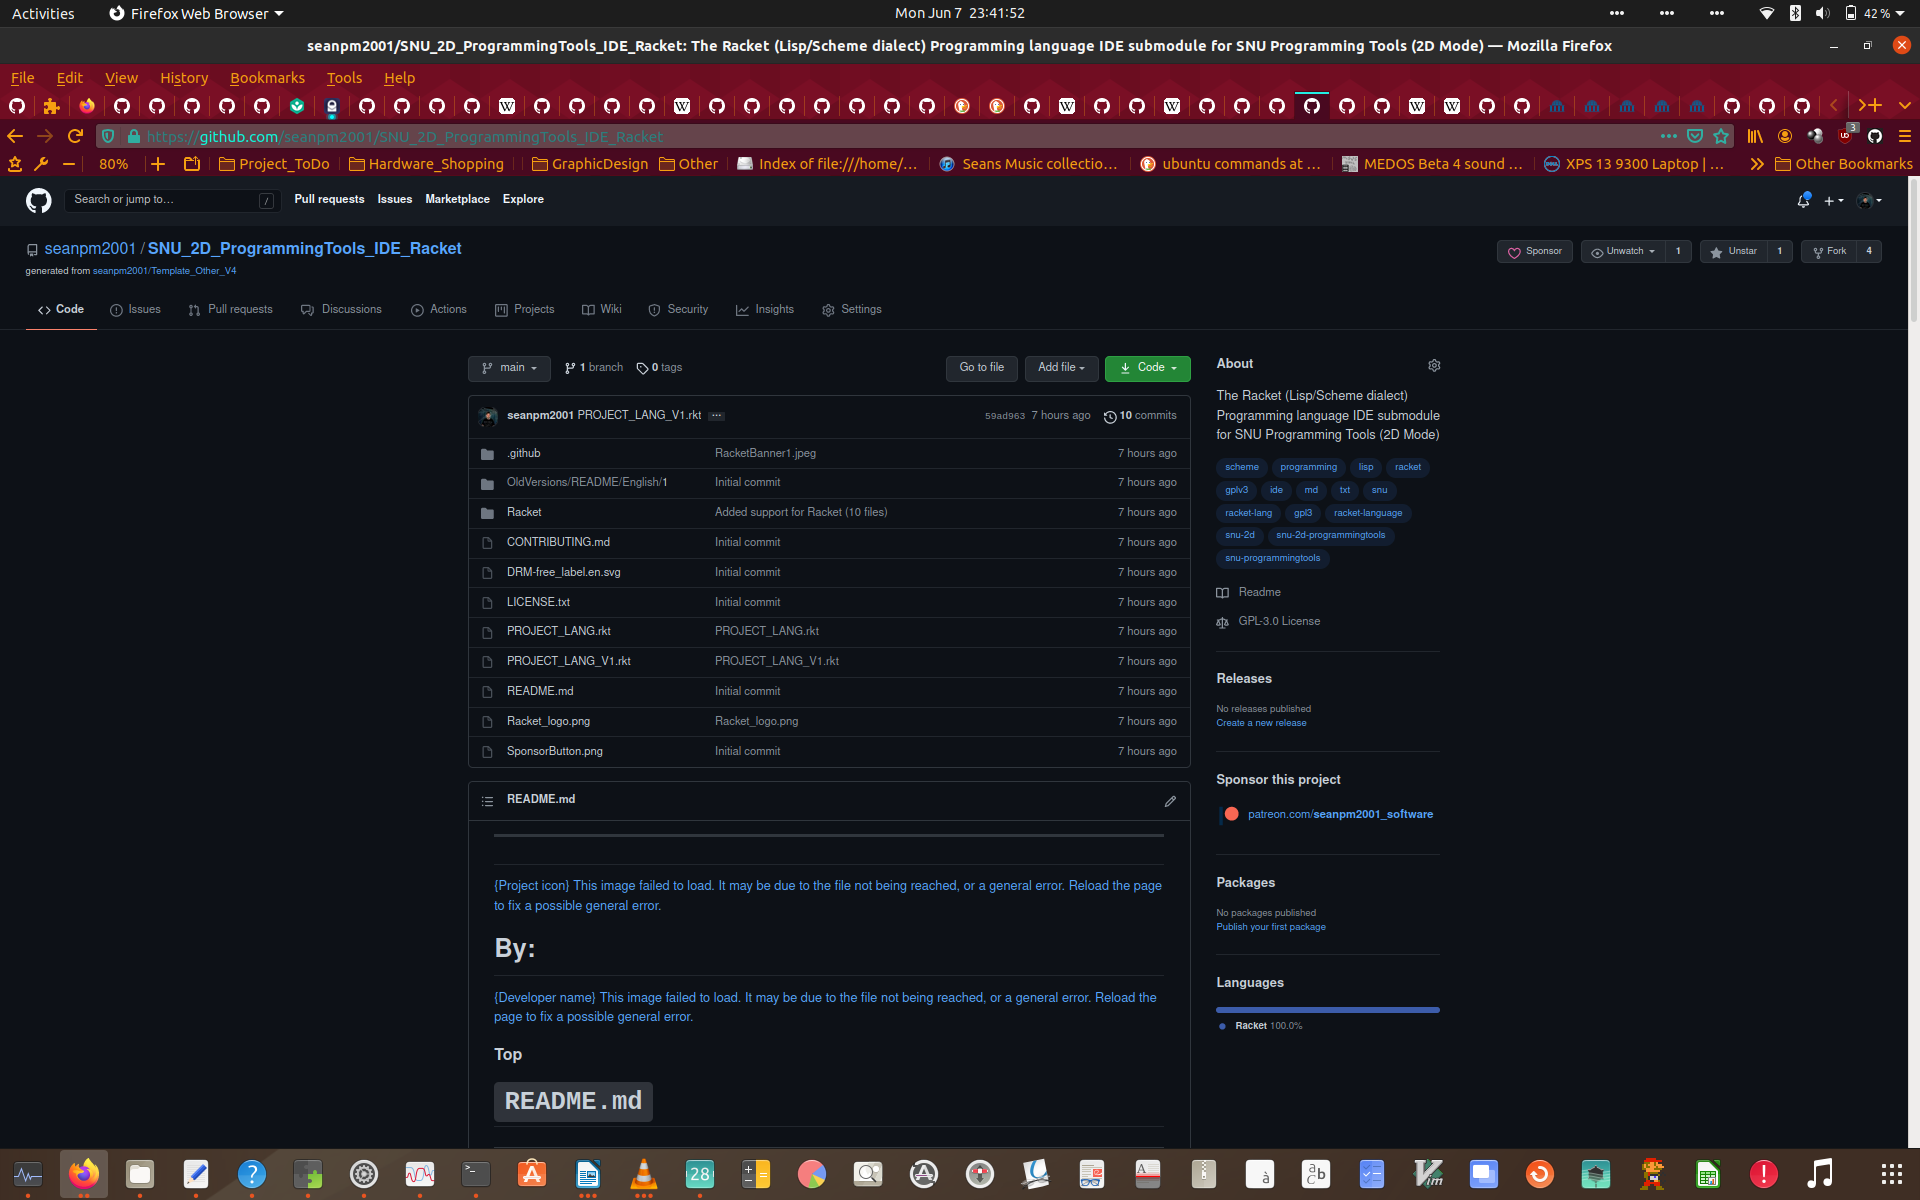 Activities
Firefox Web Browser
Mon Jun 7 23:41:52
42 %
seanpm2001/SNU_2D_ProgrammingTools_IDE_Racket: The Racket (Lisp/Scheme dialect) Programming language IDE submodule for SNU Programming Tools (2D Mode) — Mozilla Firefox
File Edit View History Bookmarks Tools Help
https://github.com/seanpm2001/SNU_2D_ProgrammingTools_IDE_Racket
3
80%
Project_ToDo
Hardware_Shopping
GraphicDesign
Other
Index of file:///home/…
Seans Music collectio…
ubuntu commands at …
MEDOS Beta 4 sound …
XPS 13 9300 Laptop | …
Other Bookmarks
Search or jump to…
/
Pull requests Issues Marketplace Explore
seanpm2001 / SNU_2D_ProgrammingTools_IDE_Racket
generated from seanpm2001/Template_Other_V4
Sponsor
Unwatch 1
Unstar 1
Fork 4
Code
Issues
Pull requests
Discussions
Actions
Projects
Wiki
Security
Insights
Settings
main
1 branch
0 tags
Go to file
Add file
Code
seanpm2001 PROJECT_LANG_V1.rkt …
59ad963 7 hours ago
10 commits
.github RacketBanner1.jpeg 7 hours ago
OldVersions/README/English/1 Initial commit 7 hours ago
Racket Added support for Racket (10 files) 7 hours ago
CONTRIBUTING.md Initial commit 7 hours ago
DRM-free_label.en.svg Initial commit 7 hours ago
LICENSE.txt Initial commit 7 hours ago
PROJECT_LANG.rkt PROJECT_LANG.rkt 7 hours ago
PROJECT_LANG_V1.rkt PROJECT_LANG_V1.rkt 7 hours ago
README.md Initial commit 7 hours ago
Racket_logo.png Racket_logo.png 7 hours ago
SponsorButton.png Initial commit 7 hours ago
README.md
{Project icon} This image failed to load. It may be due to the file not being reached, or a general error. Reload the page
to fix a possible general error.
By:
{Developer name} This image failed to load. It may be due to the file not being reached, or a general error. Reload the
page to fix a possible general error.
Top
README.md
About
The Racket (Lisp/Scheme dialect)
Programming language IDE submodule
for SNU Programming Tools (2D Mode)
scheme programming lisp racket
gplv3 ide md txt snu
racket-lang gpl3 racket-language
snu-2d snu-2d-programmingtools
snu-programmingtools
Readme
GPL-3.0 License
Releases
No releases published
Create a new release
Sponsor this project
patreon.com/seanpm2001_software
Packages
No packages published
Publish your first package
Languages
Racket 100.0%
28